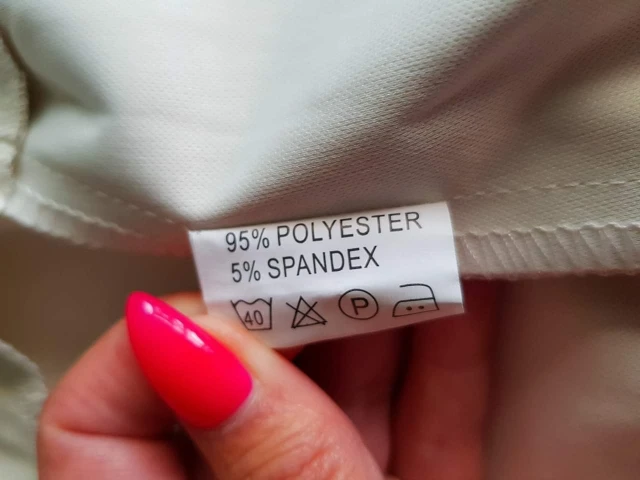 95% POLYESTER
5% SPANDEX
40 P